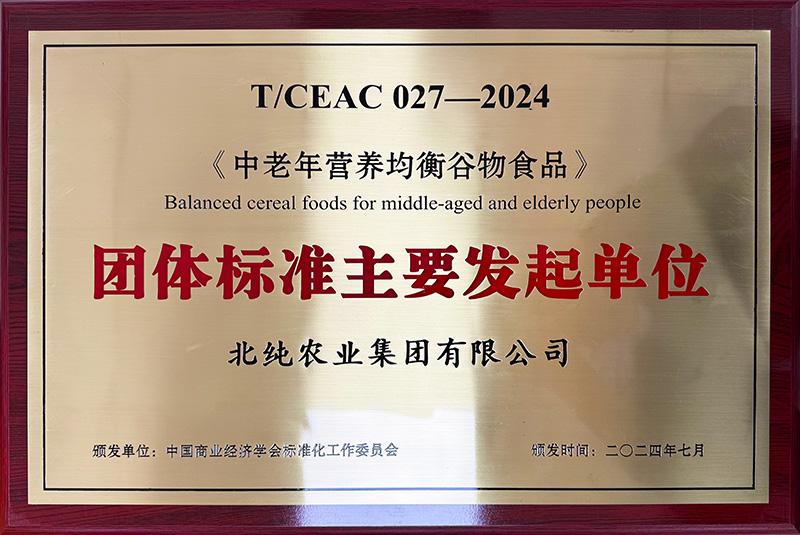 T/CEAC 027—2024
《中老年营养均衡谷物食品》
Balanced cereal foods for middle-aged and elderly people
团体标准主要发起单位
北纯农业集团有限公司
颁发单位：中国商业经济学会标准化工作委员会 颁发时间：二〇二四年七月